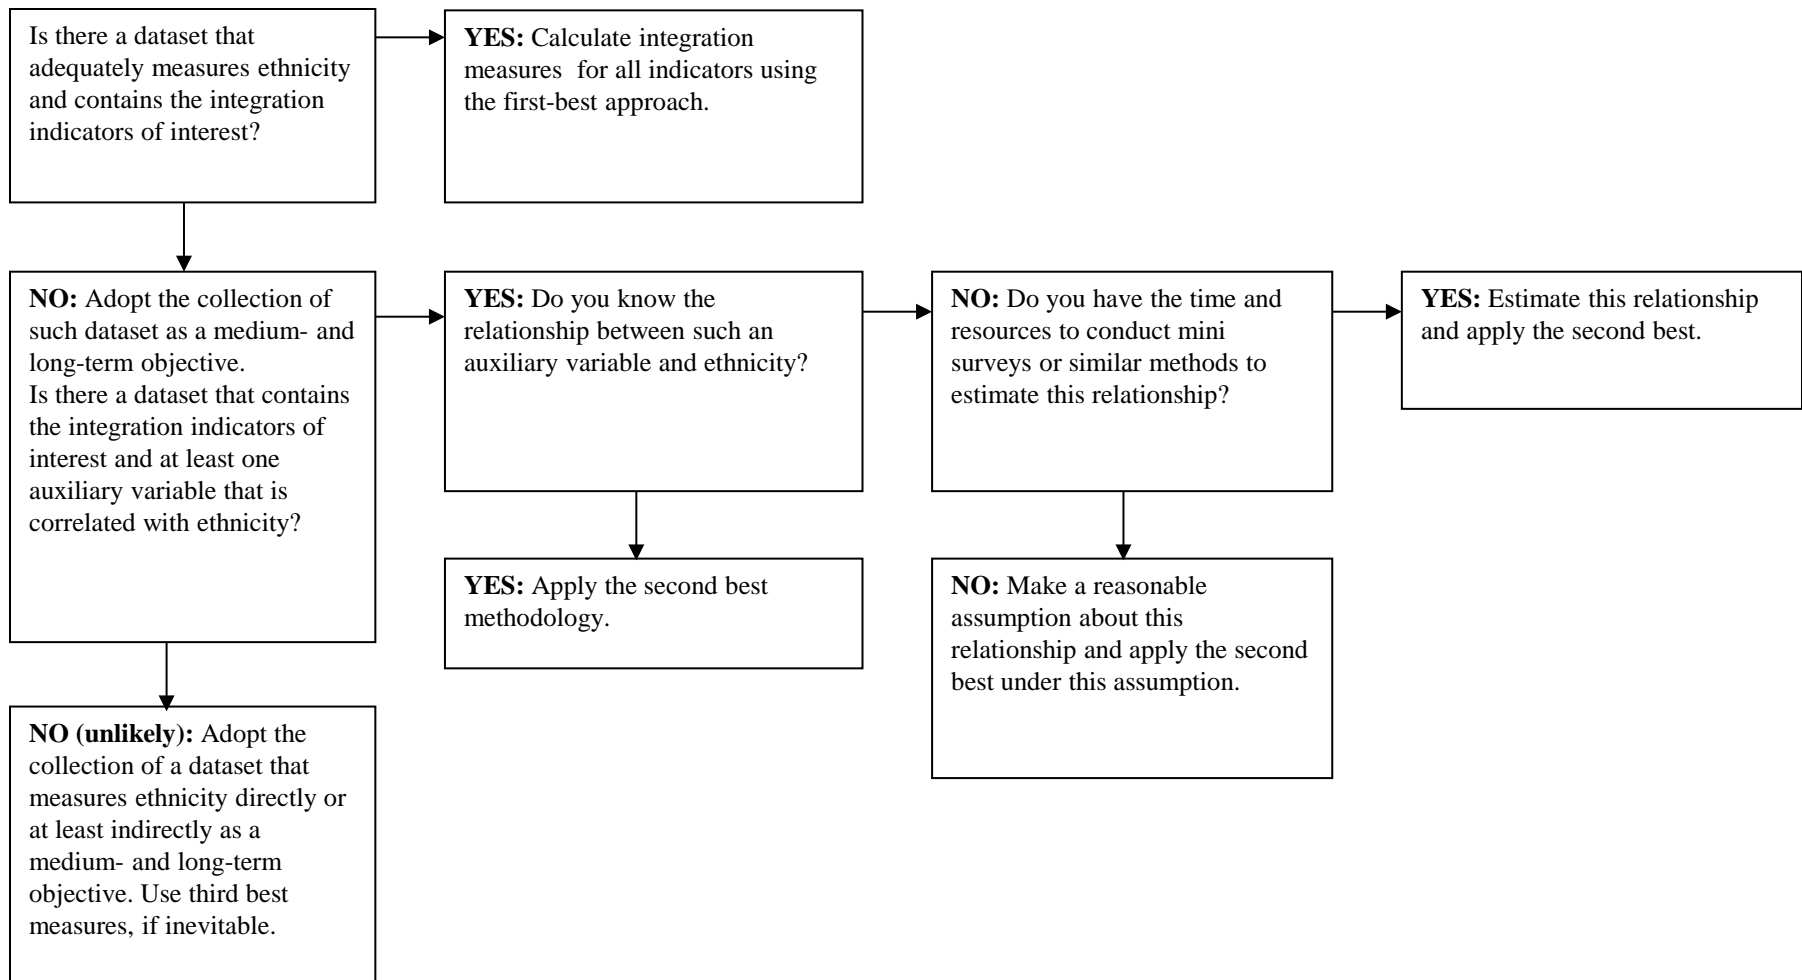 Is there a dataset that
adequately measures ethnicity
and contains the integration
indicators of interest?
YES: Calculate integration
measures  for all indicators using
the first-best approach.
NO: Adopt the collection of
such dataset as a medium- and
long-term objective.
Is there a dataset that contains
the integration indicators of
interest and at least one
auxiliary variable that is
correlated with ethnicity?
YES: Do you know the
relationship between such an
auxiliary variable and ethnicity?
NO: Do you have the time and
resources to conduct mini
surveys or similar methods to
estimate this relationship?
YES: Estimate this relationship
and apply the second best.
YES: Apply the second best
methodology.
NO: Make a reasonable
assumption about this
relationship and apply the second
best under this assumption.
NO (unlikely): Adopt the
collection of a dataset that
measures ethnicity directly or
at least indirectly as a
medium- and long-term
objective. Use third best
measures, if inevitable.